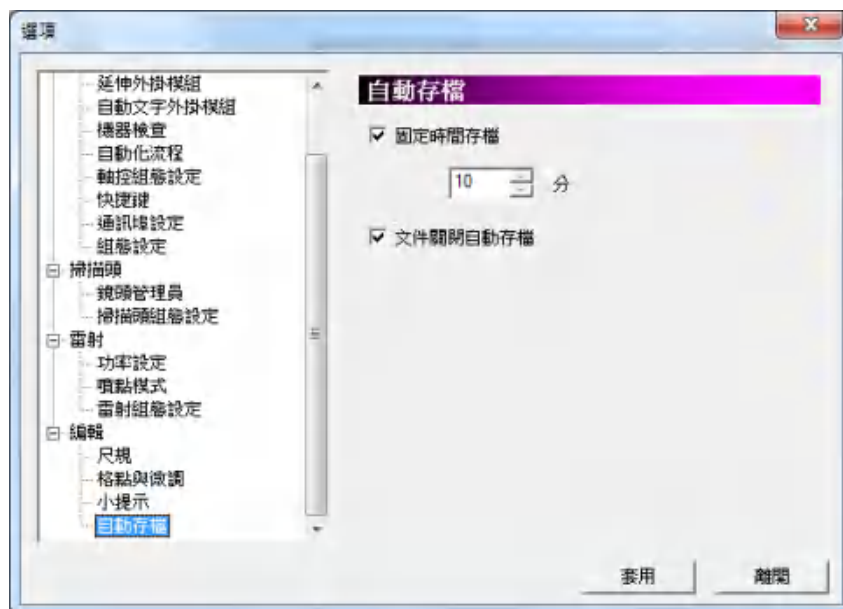 選項
延伸外掛模組
自動文字外掛模組
機器檢查
自動化流程
軸控組態設定
快捷鍵
通訊埠設定
組態設定
掃描頭
鏡頭管理員
掃描頭組態設定
雷射
功率設定
噴點模式
雷射組態設定
編輯
尺規
格點與微調
小提示
自動存檔
自動存檔
固定時間存檔
10 分
文件關閉自動存檔
套用 離開